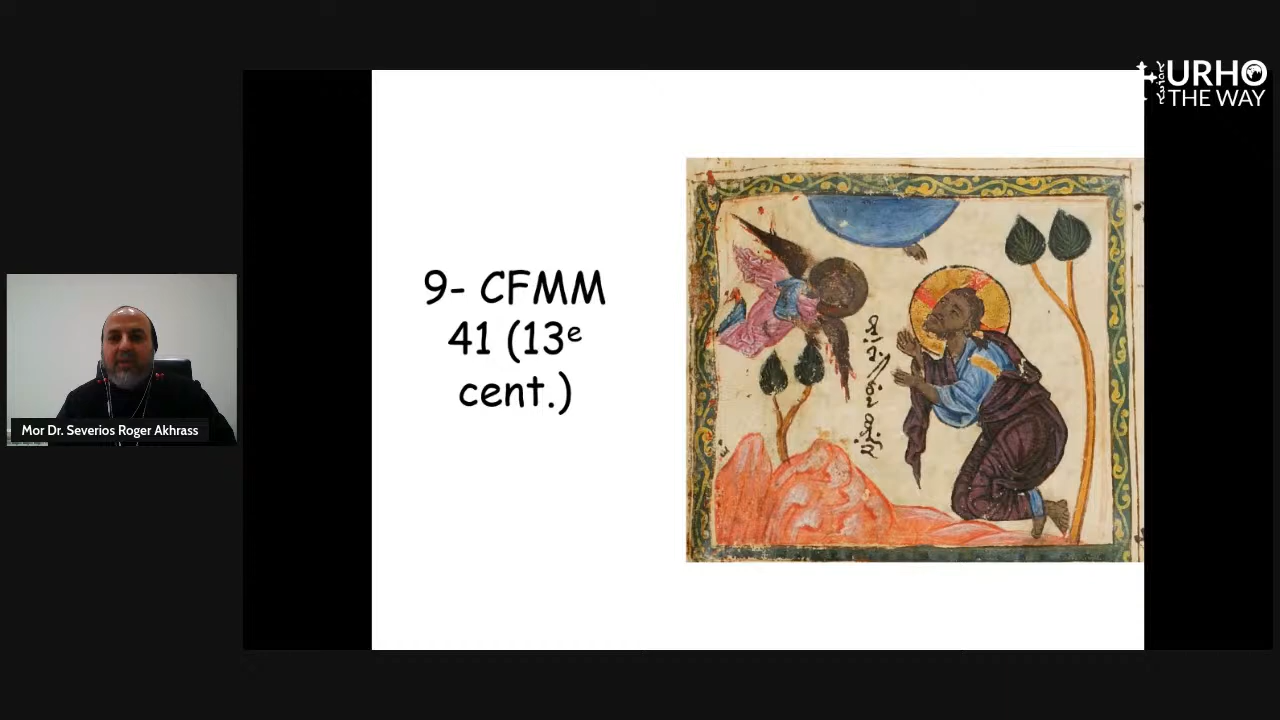 URHO
THE WAY
9- CFMM
41 (13e
cent.)
Mor Dr. Severios Roger Akhrass